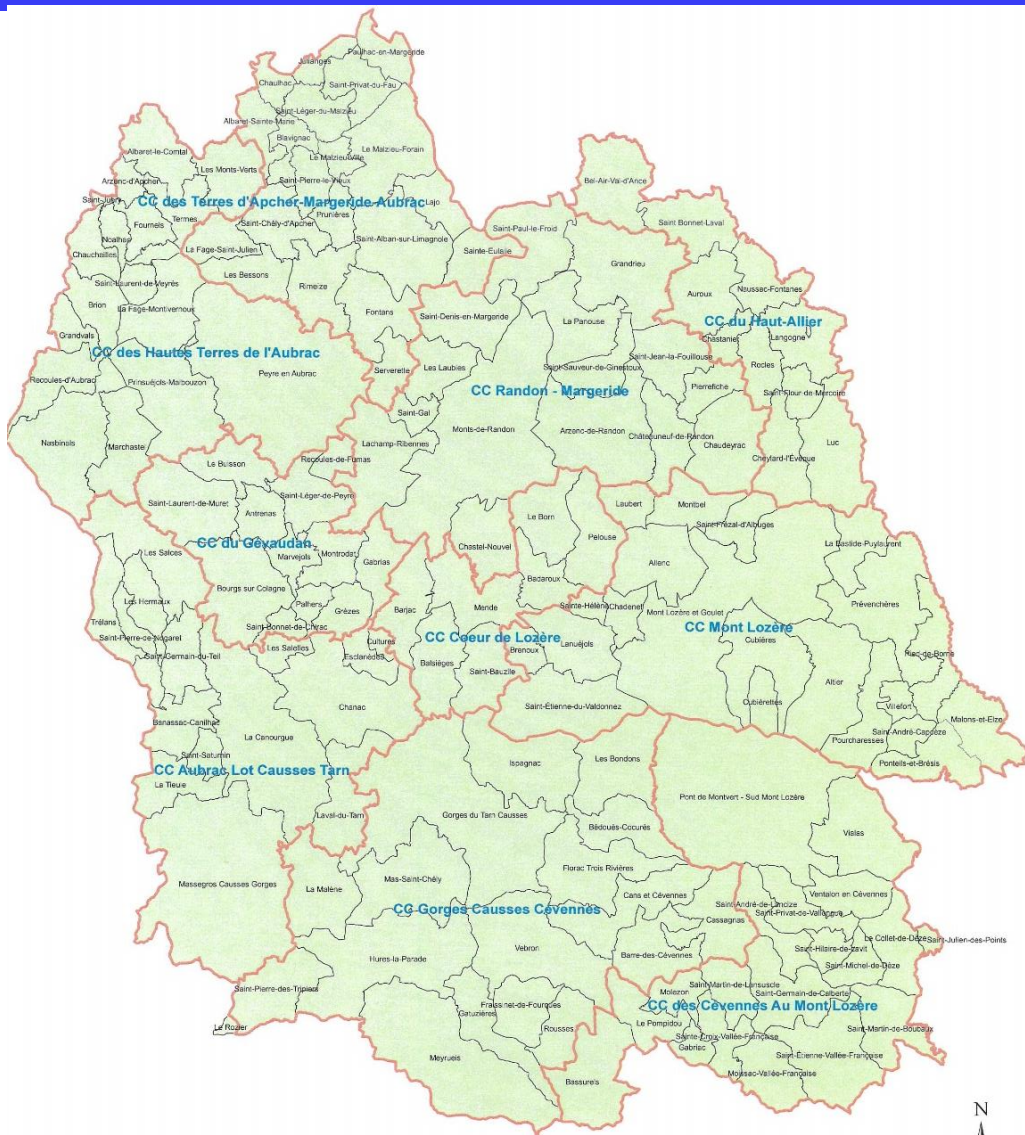 Paulhac-en-Margeride
Julianges
Chaulhac
Saint-Privat-du-Fau
Saint-Léger-du-Malzieu
Albaret-Sainte-Marie
Blavignac
Le Malzieu-Forain
Albaret-le-Comtal
Le Malzieu-Ville
Les Monts-Verts
Bel-Air-Val-d'Ance
Arzenc-d'Apcher
Saint-Pierre-le-Vieux
Saint-Juéry
CC des Terres d'Apcher-Margeride-Aubrac
Lajo
Prunières
Termes
Fournels
Saint-Chély-d'Apcher
Saint Bonnet-Laval
Saint-Paul-le-Froid
Noalhac
Saint-Alban-sur-Limagnole
La Fage-Saint-Julien
Sainte-Eulalie
Chauchailles
Grandrieu
Les Bessons
Saint-Laurent-de-Veyrès
Rimeize
Naussac-Fontanes
Auroux
Brion
La Fage-Montivernoux
Fontans
Saint-Denis-en-Margeride
La Panouse
CC du Haut-Allier
Grandvals
Chastanier
Langogne
CC des Hautes Terres de l'Aubrac
Saint-Jean-la-Fouillouse
Rocles
Les Laubies
Saint-Sauveur-de-Ginestoux
Serverette
Peyre en Aubrac
Recoules-d'Aubrac
Prinsuéjols-Malbouzon
Pierrefiche
CC Randon - Margeride
Saint-Flour-de-Mercoire
Saint-Gal
Monts-de-Randon
Arzenc-de-Randon
Châteauneuf-de-Randon
Nasbinals
Lachamp-Ribennes
Luc
Marchastel
Chaudeyrac
Cheylard-l'Évêque
Recoules-de-Fumas
Le Buisson
Saint-Léger-de-Peyre
Saint-Laurent-de-Muret
Laubert
Montbel
Antrenas
Le Born
Saint-Frézal-d'Albuges
Pelouse
CC du Gévaudan
La Bastide-Puylaurent
Chastel-Nouvel
Les Salces
Marvejols
Montrodat
Gabrias
Allenc
Badaroux
Bourgs sur Colagne
Les Hermaux
Palhers
Grèzes
Barjac
Mende
Sainte-Hélène
Chadenet
Prévenchères
Mont Lozère et Goulet
Trélans
Saint-Bonnet-de-Chirac
CC Mont Lozère
Saint-Pierre-de-Nogaret
CC Coeur de Lozère
Cubières
Les Salelles
Cultures
Brenoux
Lanuéjols
Saint-Germain-du-Teil
Esclanèdes
Balsièges
Pied-de-Borne
Saint-Bauzile
Altier
Cubiérettes
Chanac
Saint-Étienne-du-Valdonnez
Villefort
Banassac-Canilhac
Malons-et-Elze
La Canourgue
Saint-André-Capcèze
Pourcharesses
Saint-Saturnin
Les Bondons
Ispagnac
Ponteils-et-Brésis
CC Aubrac Lot Causses Tarn
La Tieule
Pont de Montvert - Sud Mont Lozère
Laval-du-Tarn
Gorges du Tarn Causses
Bédouès-Cocurès
Vialas
Florac Trois Rivières
Massegros Causses Gorges
Mas-Saint-Chély
La Malène
Cans et Cévennes
Ventalon en Cévennes
Saint-André-de-Lancize
CC Gorges Causses Cévennes
Saint-Privat-de-Vallongue
Cassagnas
Le Collet-de-Dèze
Saint-Julien-des-Points
Vebron
Saint-Hilaire-de-Lavit
Barre-des-Cévennes
Hures-la-Parade
Saint-Michel-de-Dèze
Saint-Martin-de-Lansuscle
Saint-Pierre-des-Tripiers
Molezon
Saint-Germain-de-Calberte
CC des Cévennes Au Mont Lozère
Fraissinet-de-Fourques
Gatuzières
Le Pompidou
Le Rozier
Rousses
Sainte-Croix-Vallée-Française
Saint-Martin-de-Boubaux
Gabriac
Meyrueis
Saint-Étienne-Vallée-Française
Moissac-Vallée-Française
Bassurels
N